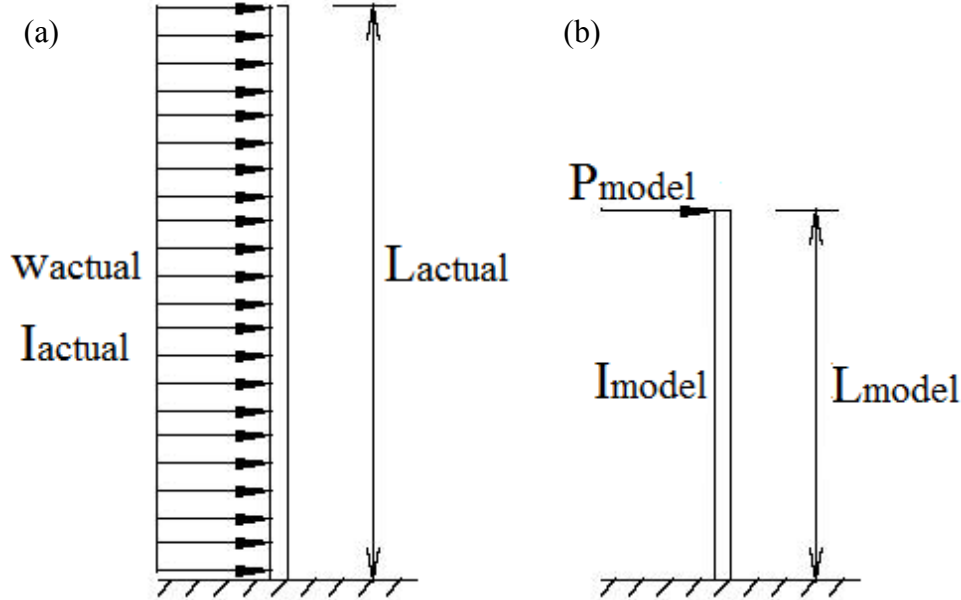 (a)
wactual
Iactual
Lactual
(b)
Pmodel
Imodel
Lmodel